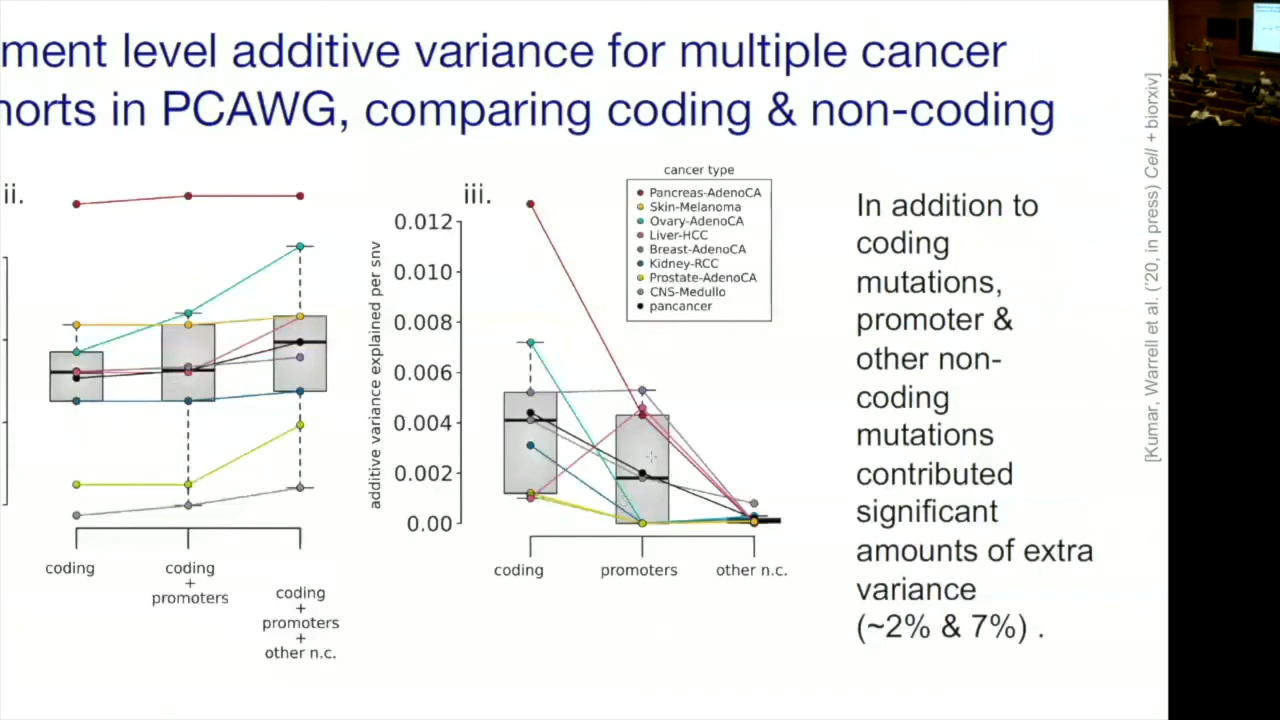 ment level additive variance for multiple cancer
horts in PCAWG, comparing coding & non-coding
ii.
coding
coding
+
promoters
coding
+
promoters
+
other n.c.
iii.
additive variance explained per snv
0.012
0.010
0.008
0.006
0.004
0.002
0.00
coding
promoters
other n.c.
cancer type
Pancreas-AdenoCA
Skin-Melanoma
Ovary-AdenoCA
Liver-HCC
Breast-AdenoCA
Kidney-RCC
Prostate-AdenoCA
CNS-Medullo
pancancer
In addition to
coding
mutations,
promoter &
other non-
coding
mutations
contributed
significant
amounts of extra
variance
(~2% & 7%) .
[Kumar, Warrell et al. ('20, in press) Cell + biorxiv]